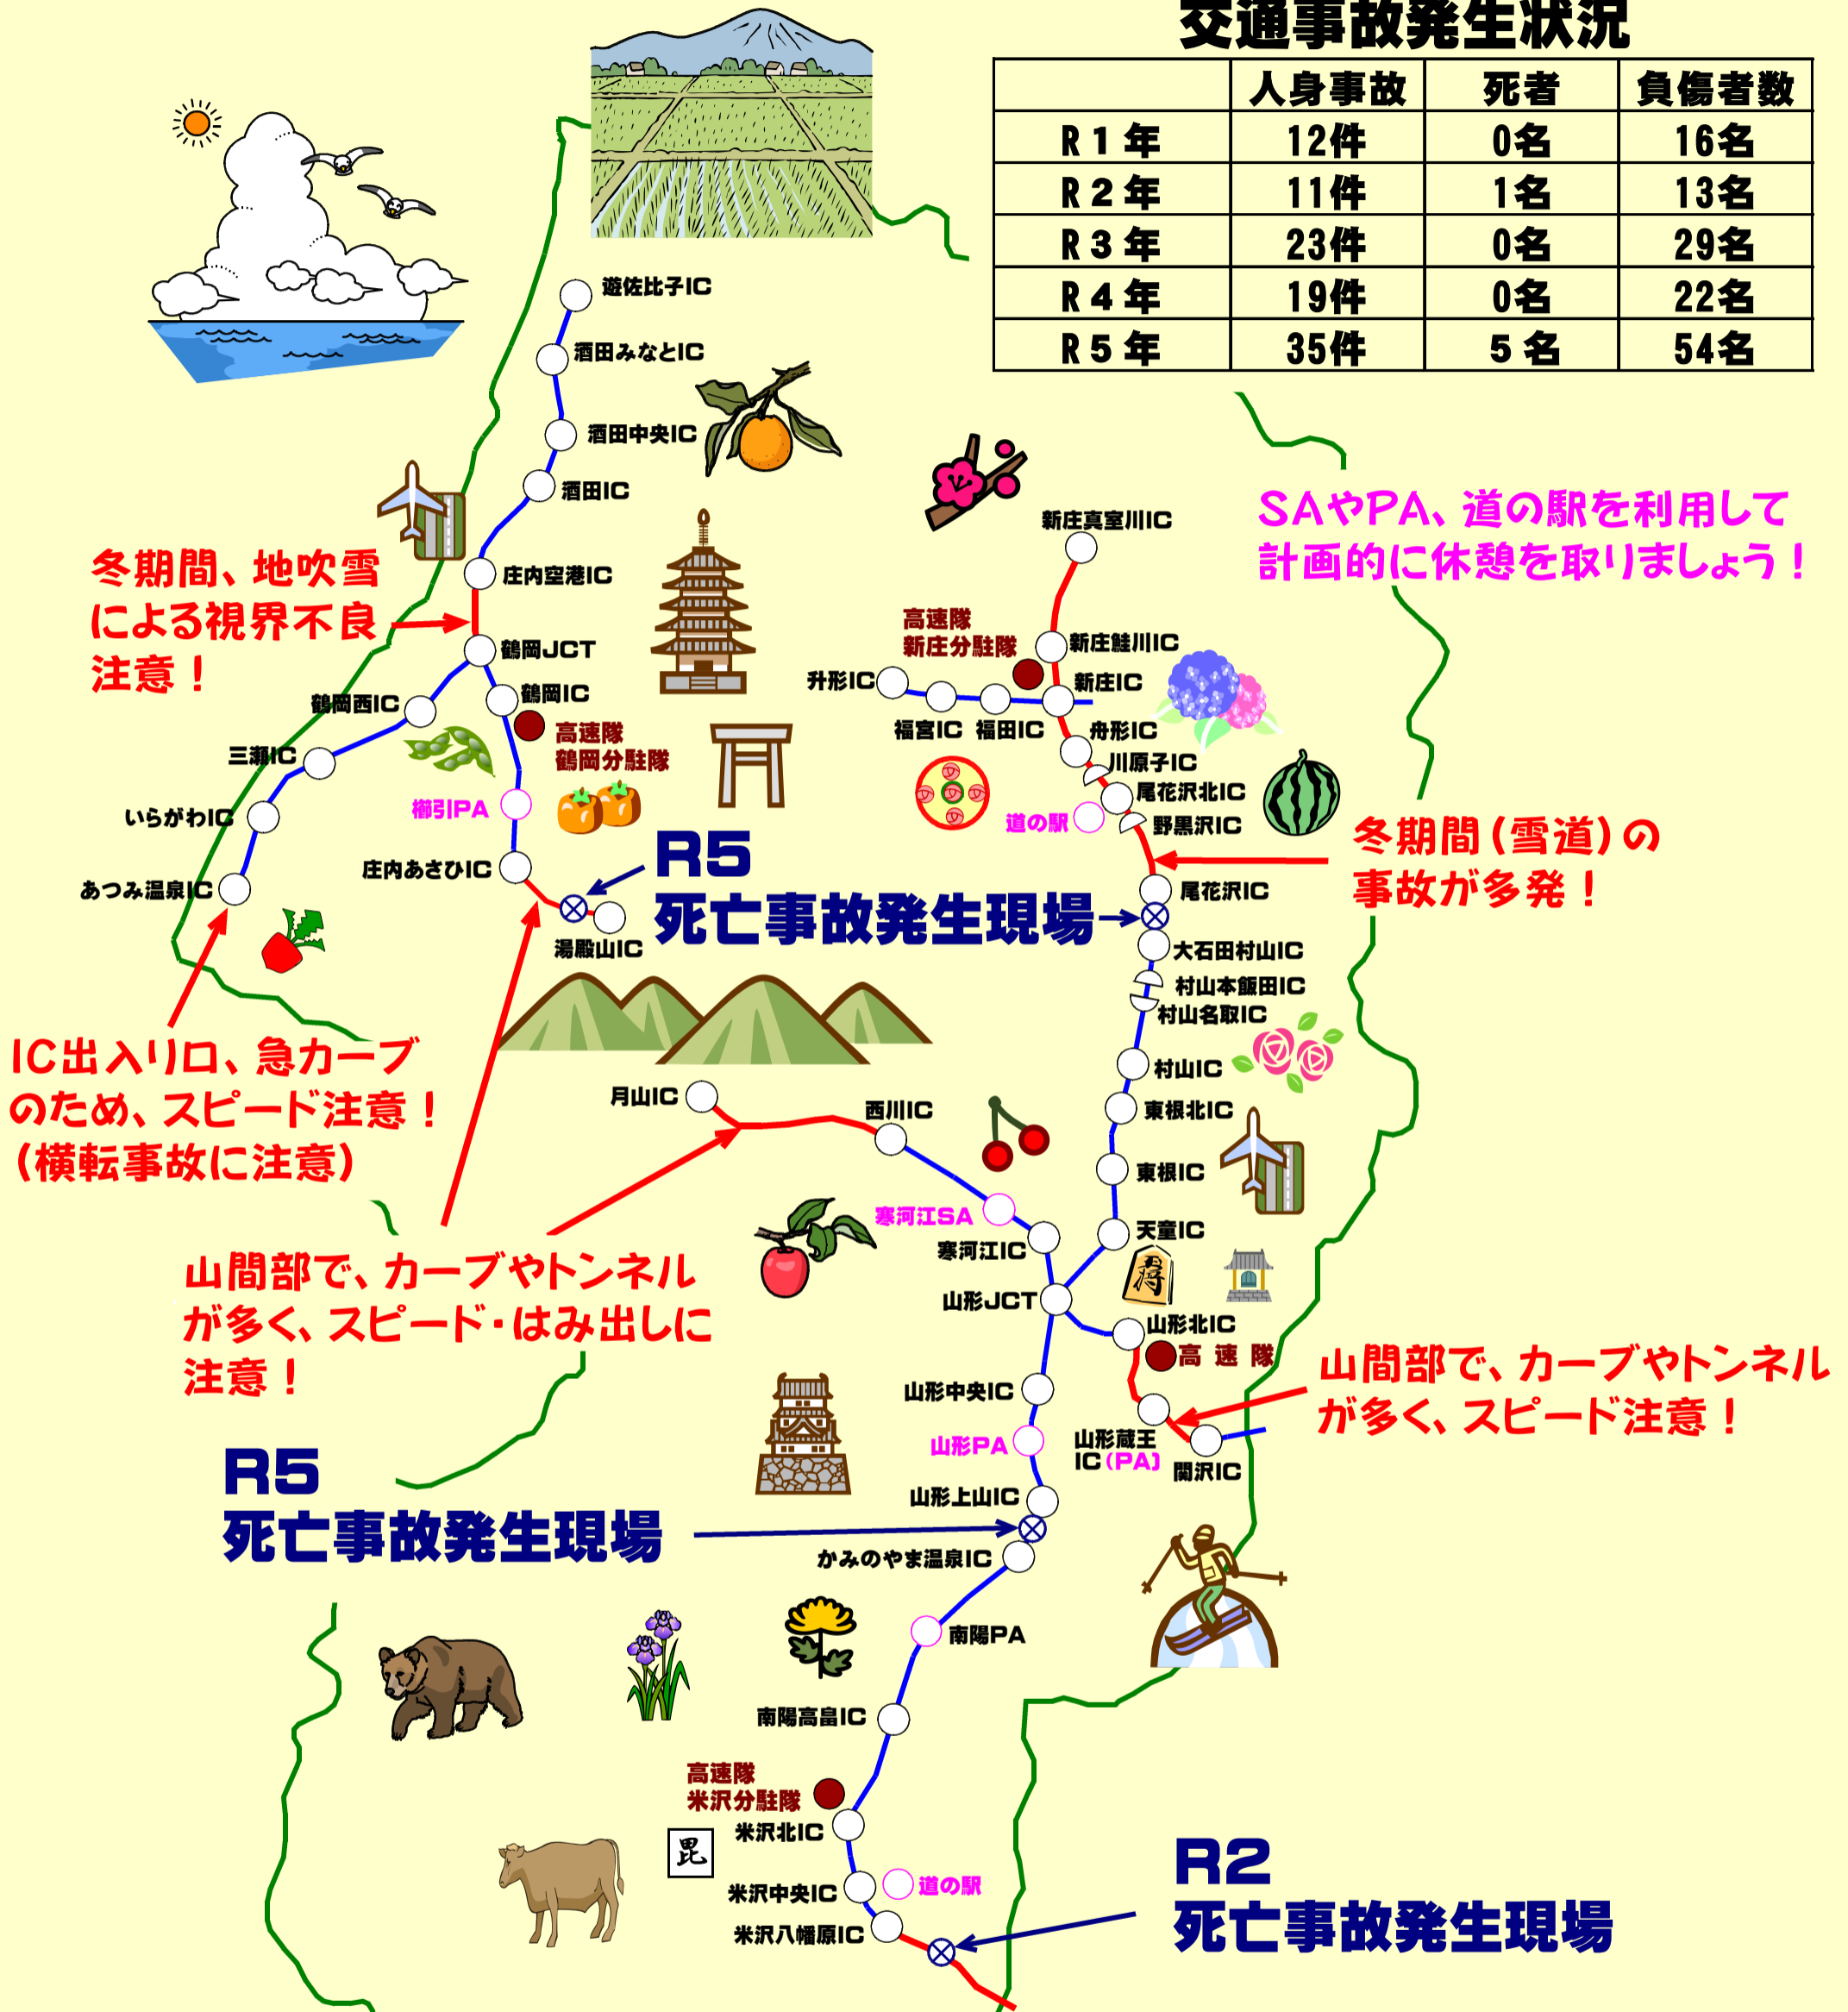 交通事故発生状況
人身事故 死者 負傷者数
R1年 12件 0名 16名
R2年 11件 1名 13名
R3年 23件 0名 29名
R4年 19件 0名 22名
R5年 35件 5名 54名
遊佐比子IC
酒田みなとIC
酒田中央IC
酒田IC
庄内空港IC
冬期間、地吹雪
による視界不良
注意！
鶴岡JCT
鶴岡西IC
鶴岡IC
高速隊
鶴岡分駐隊
三瀬IC
いらがわIC
あつみ温泉IC
櫛引PA
庄内あさひIC
湯殿山IC
R5
死亡事故発生現場
SAやPA、道の駅を利用して
計画的に休憩を取りましょう！
新庄真室川IC
高速隊
新庄分駐隊
新庄鮭川IC
升形IC
新庄IC
福宮IC
福田IC
舟形IC
川原子IC
尾花沢北IC
道の駅
野黒沢IC
冬期間（雪道）の
事故が多発！
尾花沢IC
大石田村山IC
村山本飯田IC
村山名取IC
村山IC
東根北IC
東根IC
天童IC
IC出入り口、急カーブ
のため、スピード注意！
（横転事故に注意）
月山IC
西川IC
寒河江SA
寒河江IC
山形JCT
山形北IC
高速隊
山間部で、カーブやトンネル
が多く、スピード・はみ出しに
注意！
山間部で、カーブやトンネル
が多く、スピード注意！
山形中央IC
山形PA
山形蔵王
IC（PA）
関沢IC
山形上山IC
R5
死亡事故発生現場
かみのやま温泉IC
南陽PA
南陽高畠IC
高速隊
米沢分駐隊
米沢北IC
毘
米沢中央IC
道の駅
米沢八幡原IC
R2
死亡事故発生現場